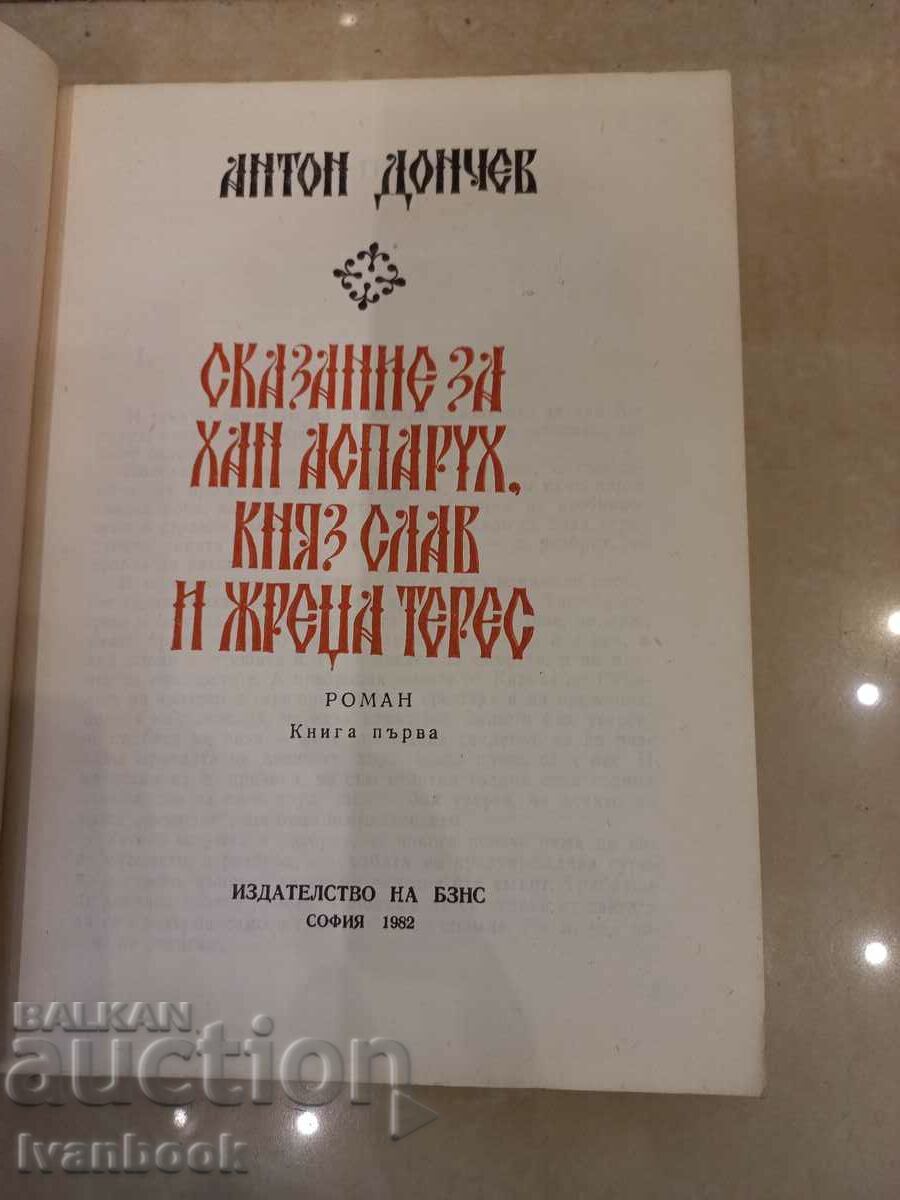 АНТОН ДОНЧЕВ
СКАЗАНИЕ ЗА
ХАН АСПАРУХ,
КНЯЗ СЛАВ
И ЖРЕЦА ТЕРЕС
РОМАН
Книга първа
ИЗДАТЕЛСТВО НА БЗНС
СОФИЯ 1982
BALKAN
auction
Ivanbook